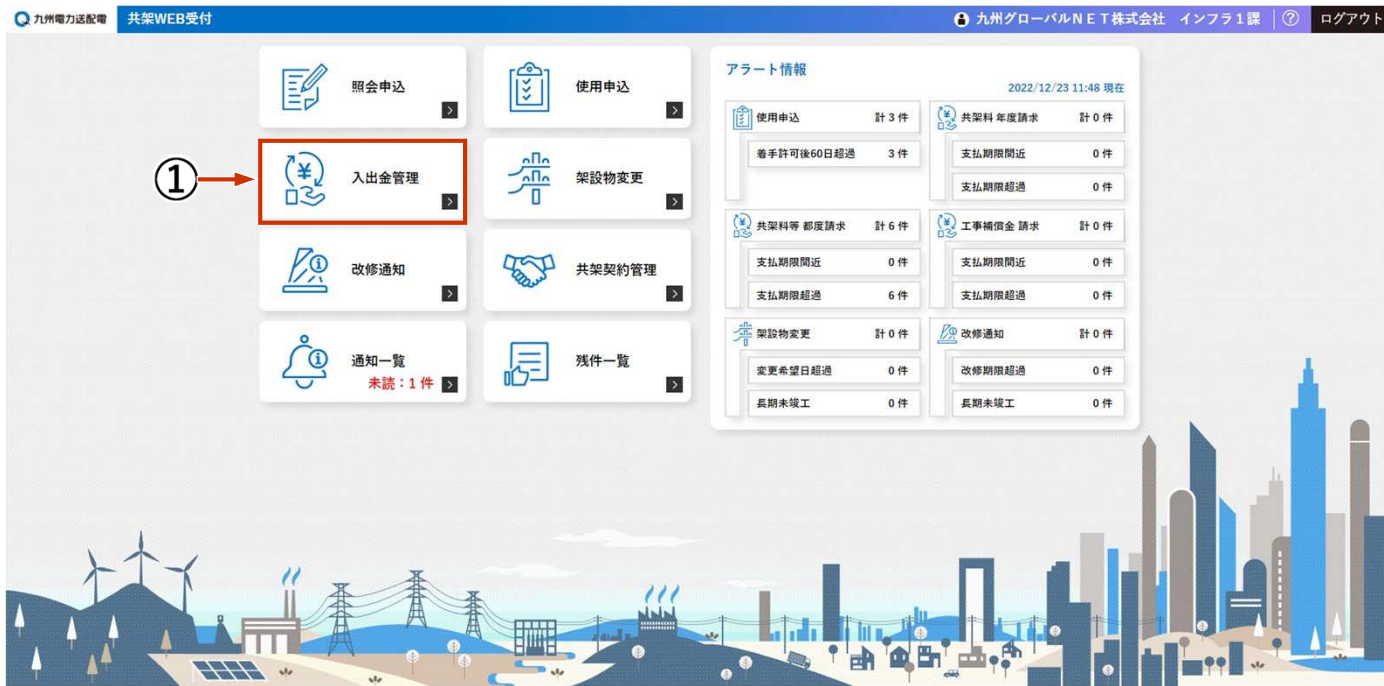 九州電力送配電 共架WEB受付 九州グローバルNET株式会社 インフラ1課 ? ログアウト
照会申込
使用申込
①
入出金管理
架設物変更
改修通知
共架契約管理
通知一覧
未読：1件
残件一覧
アラート情報
2022/12/23 11:48 現在
使用申込 計3件
着手許可後60日超過 3件
共架料 年度請求 計0件
支払期限間近 0件
支払期限超過 0件
共架料等 都度請求 計6件
支払期限間近 0件
支払期限超過 6件
工事補償金 請求 計0件
支払期限間近 0件
支払期限超過 0件
架設物変更 計0件
変更希望日超過 0件
長期未竣工 0件
改修通知 計0件
改修期限超過 0件
長期未竣工 0件